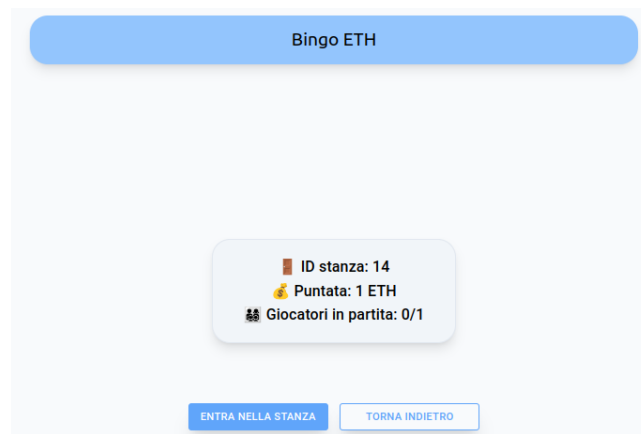 Bingo ETH
🚪 ID stanza: 14
💰 Puntata: 1 ETH
👨‍👩‍👧‍👦 Giocatori in partita: 0/1
ENTRA NELLA STANZA
TORNA INDIETRO